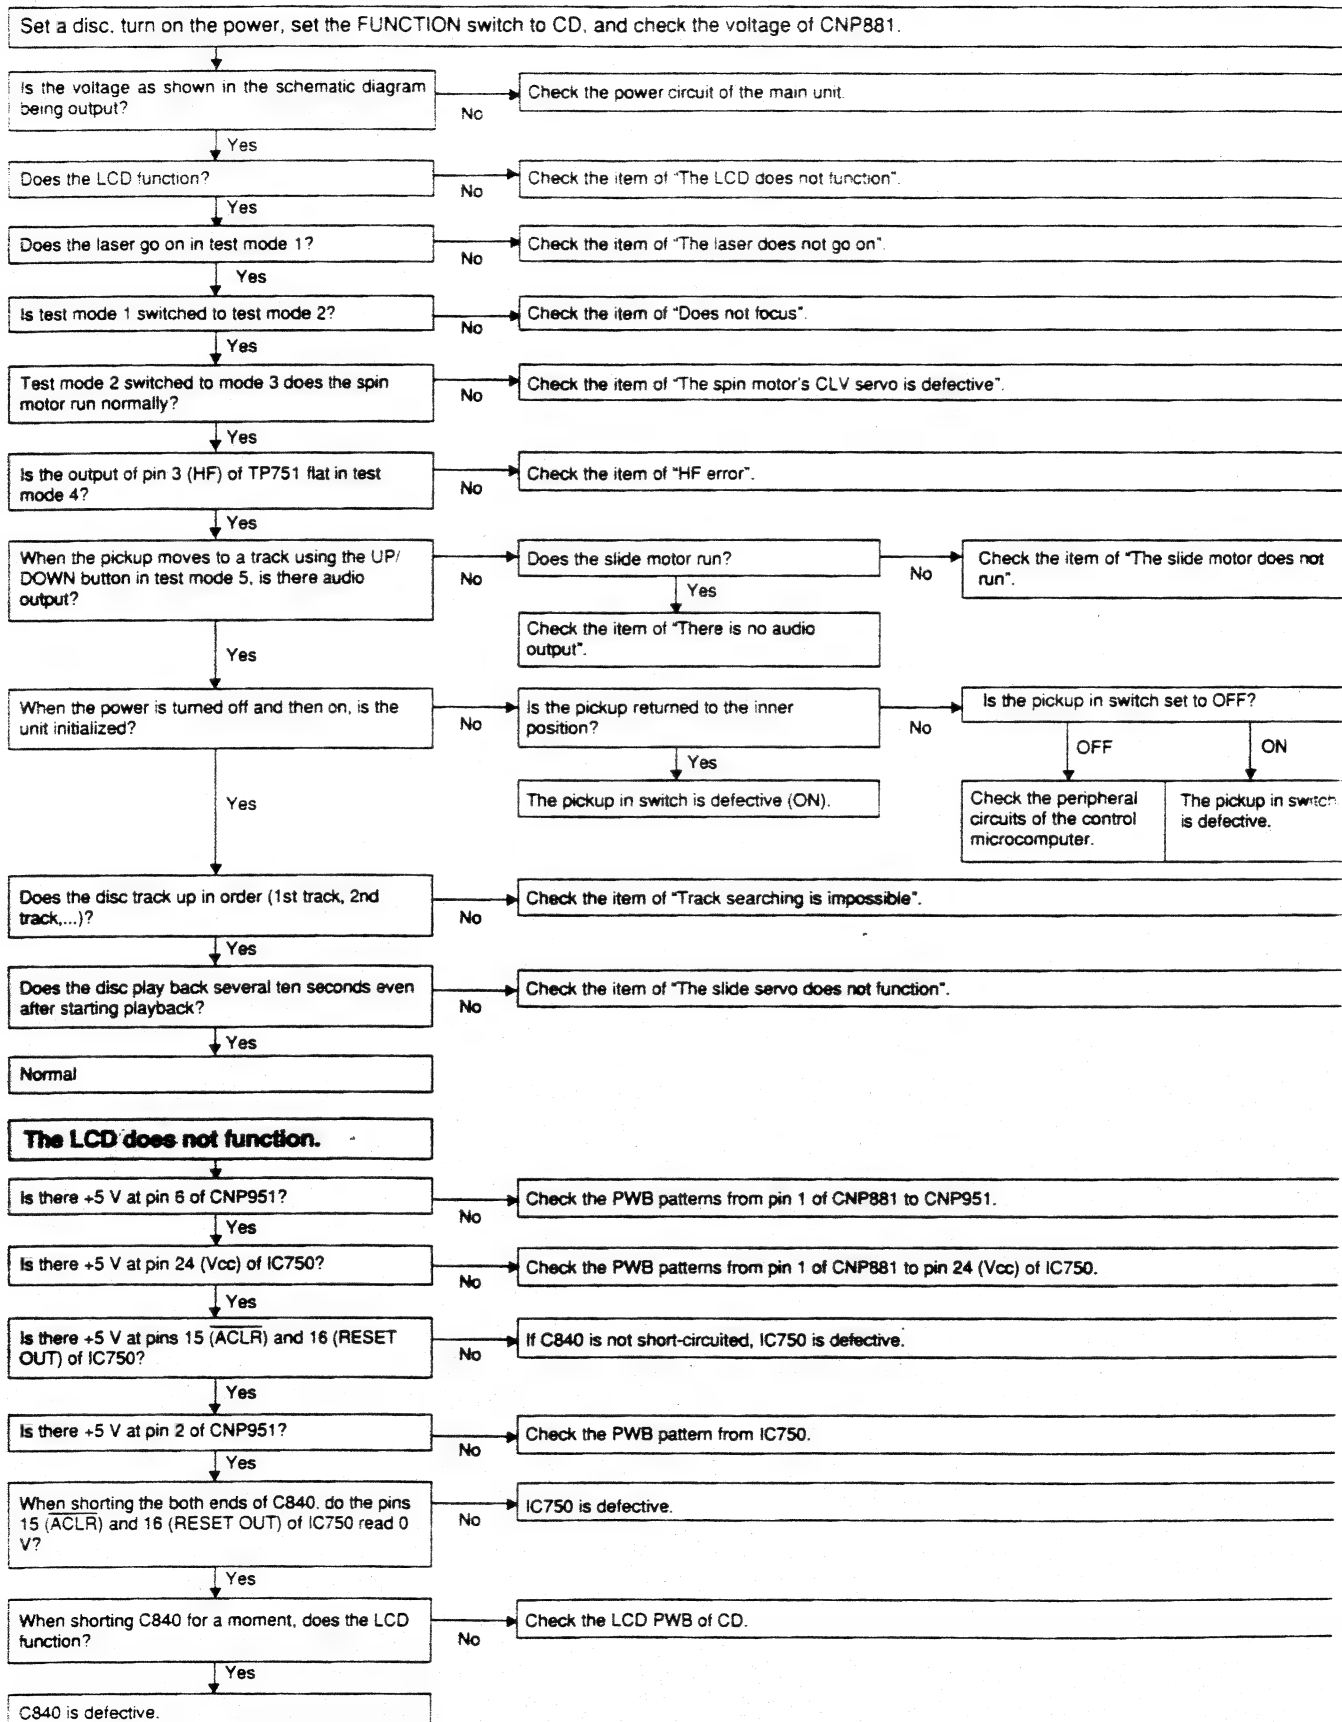 Set a disc, turn on the power, set the FUNCTION switch to CD, and check the voltage of CNP881.
Is the voltage as shown in the schematic diagram
being output?
No
Check the power circuit of the main unit.
Yes
Does the LCD function?
No
Check the item of "The LCD does not function".
Yes
Does the laser go on in test mode 1?
No
Check the item of "The laser does not go on".
Yes
Is test mode 1 switched to test mode 2?
No
Check the item of "Does not focus".
Yes
Test mode 2 switched to mode 3 does the spin
motor run normally?
No
Check the item of "The spin motor's CLV servo is defective".
Yes
Is the output of pin 3 (HF) of TP751 flat in test
mode 4?
No
Check the item of "HF error".
Yes
When the pickup moves to a track using the UP/
DOWN button in test mode 5, is there audio
output?
No
Does the slide motor run?
No
Check the item of "The slide motor does not
run".
Yes
Check the item of "There is no audio
output".
Yes
When the power is turned off and then on, is the
unit initialized?
No
Is the pickup returned to the inner
position?
No
Is the pickup in switch set to OFF?
Yes
OFF
ON
The pickup in switch is defective (ON).
Check the peripheral
circuits of the control
microcomputer.
The pickup in switch
is defective.
Yes
Does the disc track up in order (1st track, 2nd
track,...)?
No
Check the item of "Track searching is impossible".
Yes
Does the disc play back several ten seconds even
after starting playback?
No
Check the item of "The slide servo does not function".
Yes
Normal
The LCD does not function.
Is there +5 V at pin 6 of CNP951?
No
Check the PWB patterns from pin 1 of CNP881 to CNP951.
Yes
Is there +5 V at pin 24 (Vcc) of IC750?
No
Check the PWB patterns from pin 1 of CNP881 to pin 24 (Vcc) of IC750.
Yes
Is there +5 V at pins 15 (A̅C̅L̅R̅) and 16 (RESET
OUT) of IC750?
No
If C840 is not short-circuited, IC750 is defective.
Yes
Is there +5 V at pin 2 of CNP951?
No
Check the PWB pattern from IC750.
Yes
When shorting the both ends of C840, do the pins
15 (A̅C̅L̅R̅) and 16 (RESET OUT) of IC750 read 0
V?
No
IC750 is defective.
Yes
When shorting C840 for a moment, does the LCD
function?
No
Check the LCD PWB of CD.
Yes
C840 is defective.